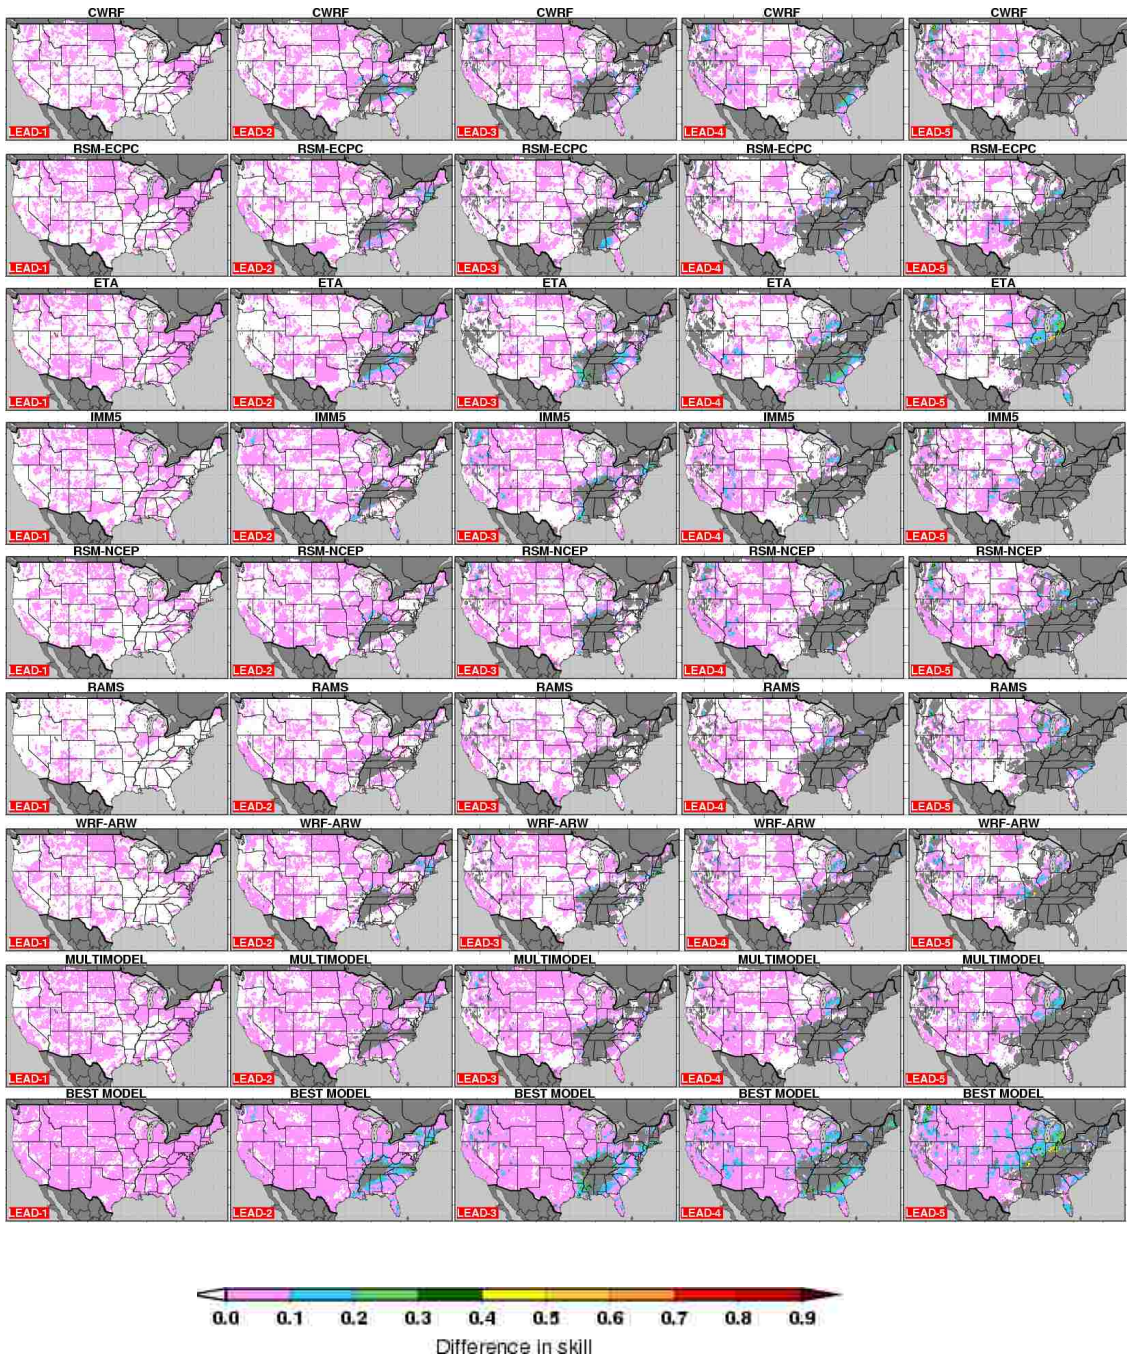 CWRF CWRF CWRF CWRF CWRF
LEAD-1 LEAD-2 LEAD-3 LEAD-4 LEAD-5
RSM-ECPC RSM-ECPC RSM-ECPC RSM-ECPC RSM-ECPC
LEAD-1 LEAD-2 LEAD-3 LEAD-4 LEAD-5
ETA ETA ETA ETA ETA
LEAD-1 LEAD-2 LEAD-3 LEAD-4 LEAD-5
IMM5 IMM5 IMM5 IMM5 IMM5
LEAD-1 LEAD-2 LEAD-3 LEAD-4 LEAD-5
RSM-NCEP RSM-NCEP RSM-NCEP RSM-NCEP RSM-NCEP
LEAD-1 LEAD-2 LEAD-3 LEAD-4 LEAD-5
RAMS RAMS RAMS RAMS RAMS
LEAD-1 LEAD-2 LEAD-3 LEAD-4 LEAD-5
WRF-ARW WRF-ARW WRF-ARW WRF-ARW WRF-ARW
LEAD-1 LEAD-2 LEAD-3 LEAD-4 LEAD-5
MULTIMODEL MULTIMODEL MULTIMODEL MULTIMODEL MULTIMODEL
LEAD-1 LEAD-2 LEAD-3 LEAD-4 LEAD-5
BEST MODEL BEST MODEL BEST MODEL BEST MODEL BEST MODEL
LEAD-1 LEAD-2 LEAD-3 LEAD-4 LEAD-5
0.0 0.1 0.2 0.3 0.4 0.5 0.6 0.7 0.8 0.9
Difference in skill